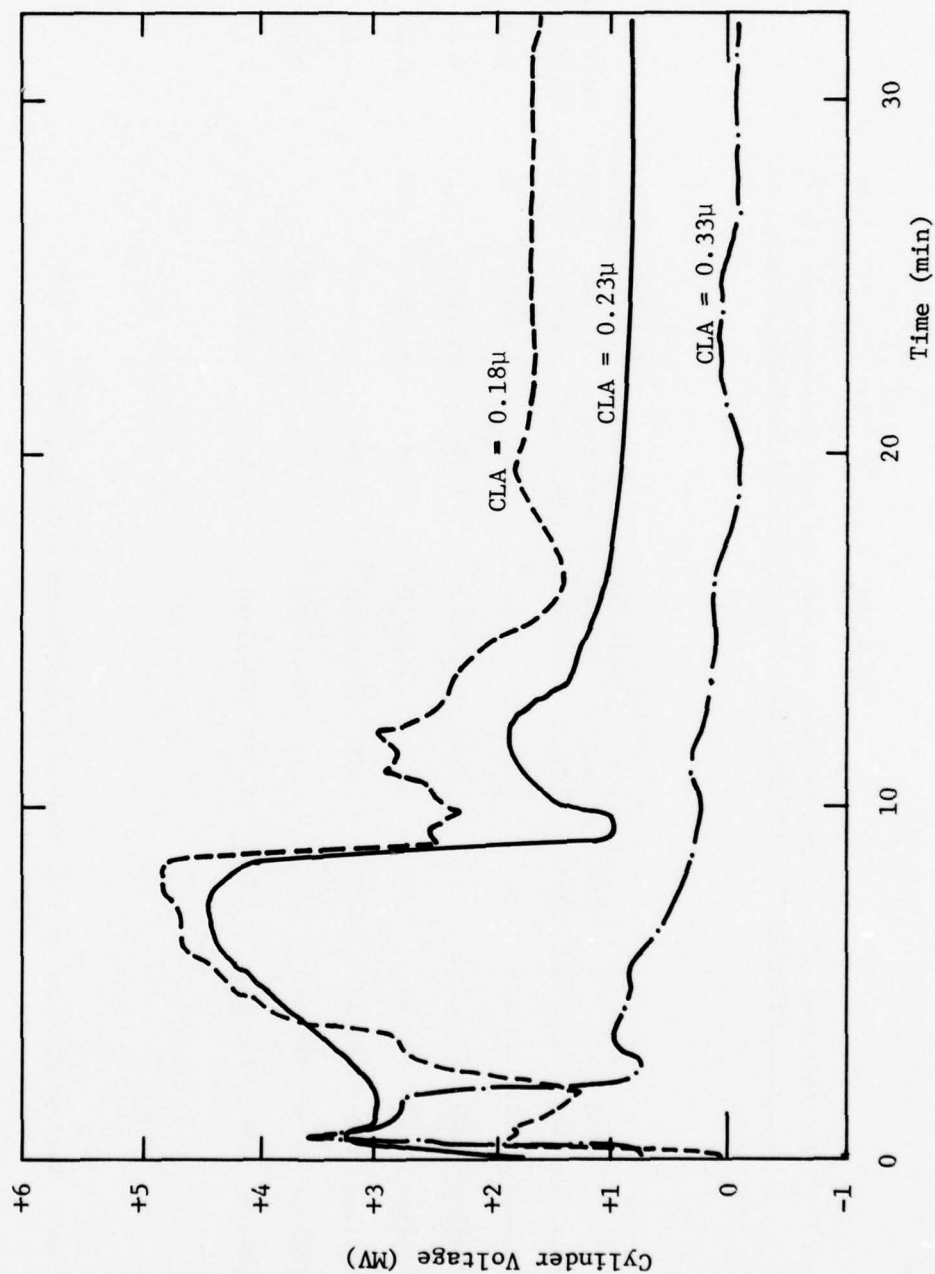 +6
+5
+4
+3
+2
+1
0
-1
Cylinder Voltage (MV)
CLA = 0.18µ
CLA = 0.23µ
CLA = 0.33µ
0
10
20
30
Time (min)